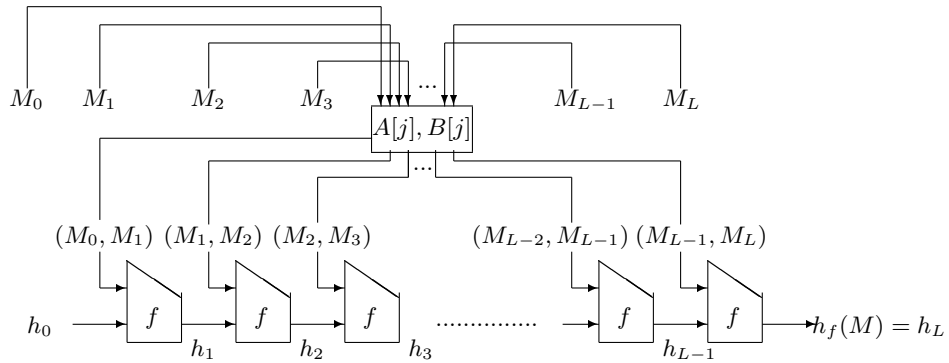 M_0 M_1 M_2 M_3 ... M_{L−1} M_L
A[j], B[j]
...
(M_0, M_1) (M_1, M_2) (M_2, M_3) (M_{L−2}, M_{L−1}) (M_{L−1}, M_L)
h_0 f f f ............... f f h_f(M) = h_L
h_1 h_2 h_3 h_{L−1}